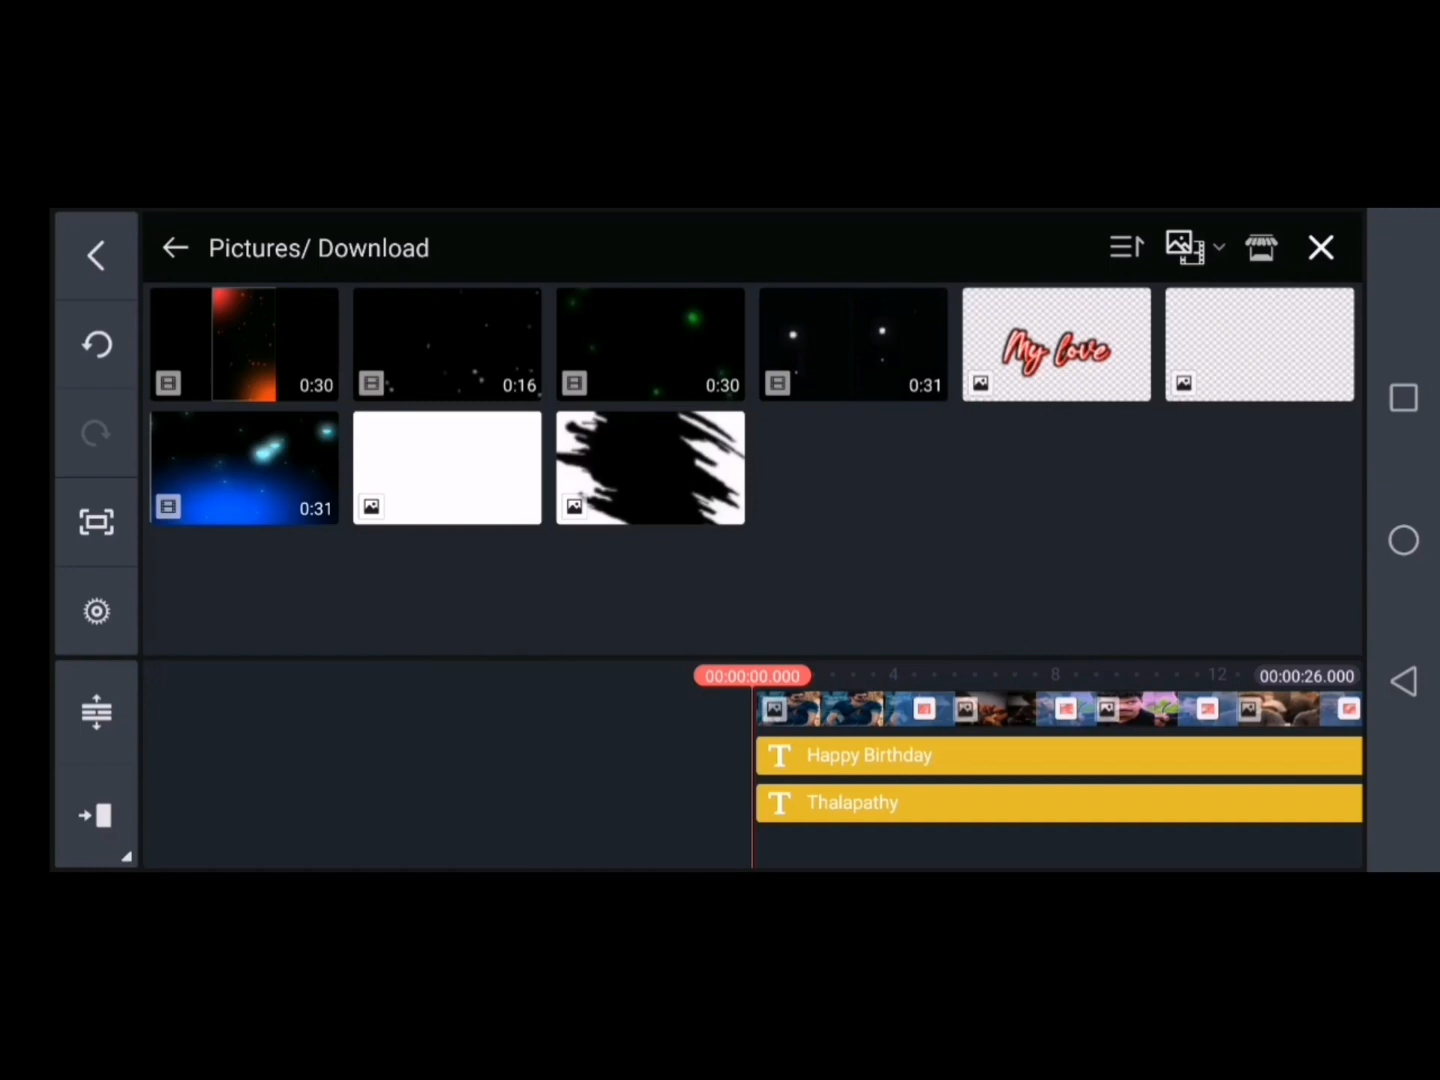 Pictures/ Download
0:30
0:16
0:30
0:31
My love
0:31
00:00:00.000
4
8
12
00:00:26.000
T Happy Birthday
T Thalapathy